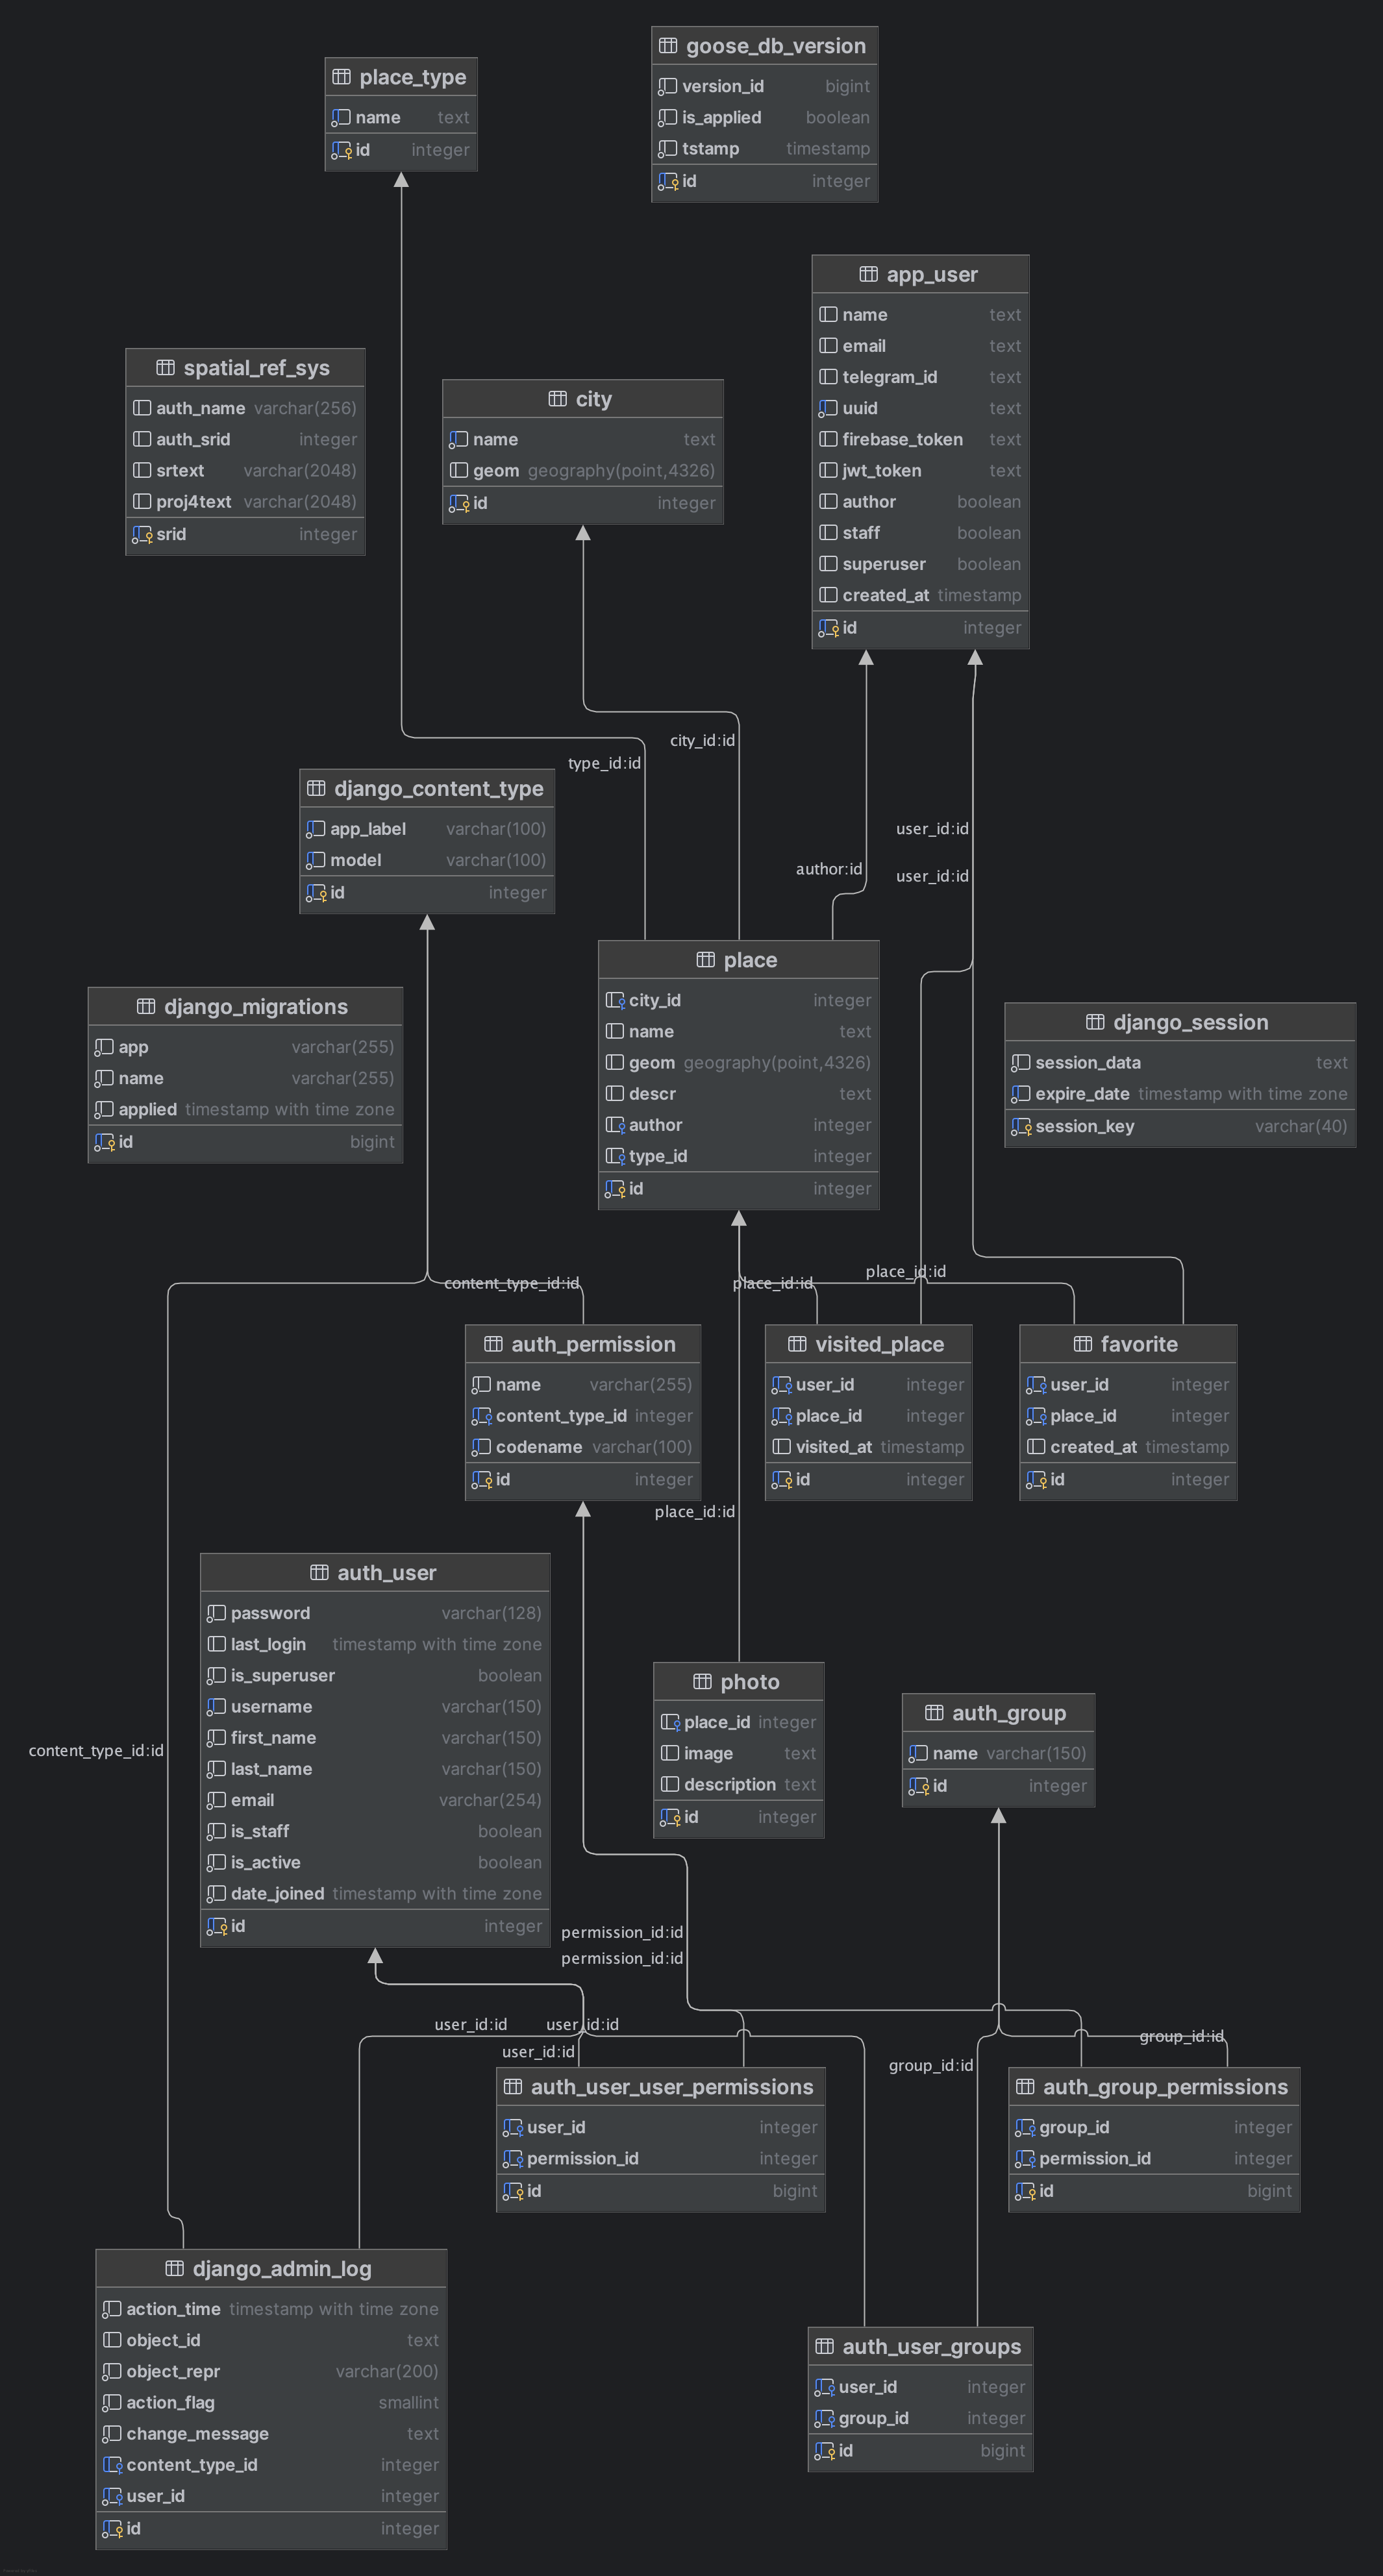 goose_db_version
version_id bigint
is_applied boolean
tstamp timestamp
id integer
place_type
name text
id integer
app_user
name text
email text
telegram_id text
uuid text
firebase_token text
jwt_token text
author boolean
staff boolean
superuser boolean
created_at timestamp
id integer
spatial_ref_sys
auth_name varchar(256)
auth_srid integer
srtext varchar(2048)
proj4text varchar(2048)
srid integer
city
name text
geom geography(point,4326)
id integer
city_id:id
type_id:id
user_id:id
author:id
user_id:id
django_content_type
app_label varchar(100)
model varchar(100)
id integer
place
city_id integer
name text
geom geography(point,4326)
descr text
author integer
type_id integer
id integer
django_migrations
app varchar(255)
name varchar(255)
applied timestamp with time zone
id bigint
django_session
session_data text
expire_date timestamp with time zone
session_key varchar(40)
content_type_id:id
place_id:id
place_id:id
auth_permission
name varchar(255)
content_type_id integer
codename varchar(100)
id integer
visited_place
user_id integer
place_id integer
visited_at timestamp
id integer
favorite
user_id integer
place_id integer
created_at timestamp
id integer
place_id:id
auth_user
password varchar(128)
last_login timestamp with time zone
is_superuser boolean
username varchar(150)
first_name varchar(150)
last_name varchar(150)
email varchar(254)
is_staff boolean
is_active boolean
date_joined timestamp with time zone
id integer
photo
place_id integer
image text
description text
id integer
auth_group
name varchar(150)
id integer
content_type_id:id
permission_id:id
permission_id:id
user_id:id
user_id:id
user_id:id
group_id:id
group_id:id
auth_user_user_permissions
user_id integer
permission_id integer
id bigint
auth_group_permissions
group_id integer
permission_id integer
id bigint
django_admin_log
action_time timestamp with time zone
object_id text
object_repr varchar(200)
action_flag smallint
change_message text
content_type_id integer
user_id integer
id integer
auth_user_groups
user_id integer
group_id integer
id bigint